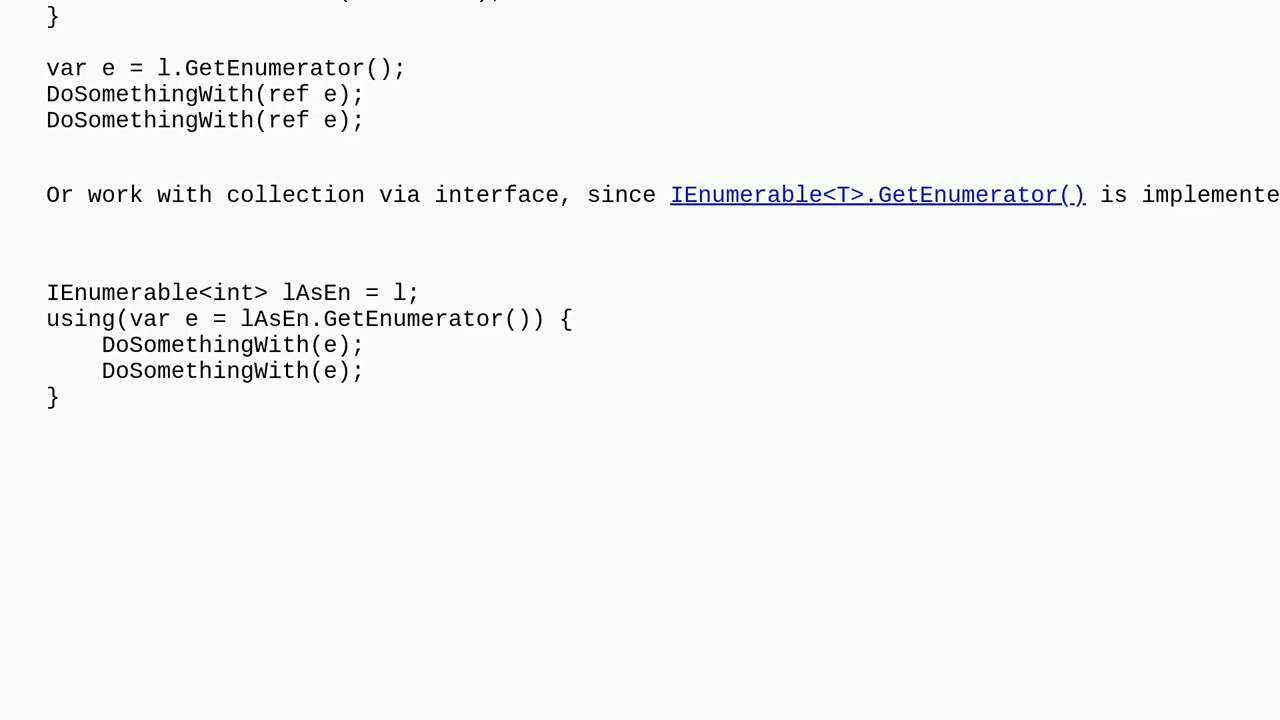 }
var e = l.GetEnumerator();
DoSomethingWith(ref e);
DoSomethingWith(ref e);
Or work with collection via interface, since IEnumerable<T>.GetEnumerator() is implemente
IEnumerable<int> lAsEn = l;
using(var e = lAsEn.GetEnumerator()) {
    DoSomethingWith(e);
    DoSomethingWith(e);
}